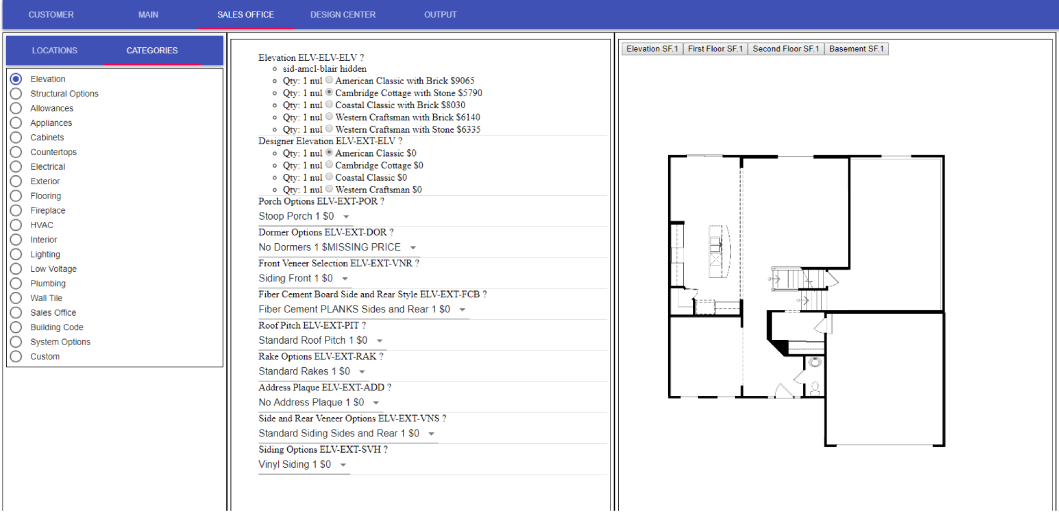 CUSTOMER MAIN SALES OFFICE DESIGN CENTER OUTPUT
LOCATIONS CATEGORIES
Elevation
Structural Options
Allowances
Appliances
Cabinets
Countertops
Electrical
Exterior
Flooring
Fireplace
HVAC
Interior
Lighting
Low Voltage
Plumbing
Wall Tile
Sales Office
Building Code
System Options
Custom
Elevation ELV-ELV-ELV ?
sid-amcl-blair hidden
Qty: 1 nul American Classic with Brick $9065
Qty: 1 nul Cambridge Cottage with Stone $5790
Qty: 1 nul Coastal Classic with Brick $8030
Qty: 1 nul Western Craftsman with Brick $6140
Qty: 1 nul Western Craftsman with Stone $6335
Designer Elevation ELV-EXT-ELV ?
Qty: 1 nul American Classic $0
Qty: 1 nul Cambridge Cottage $0
Qty: 1 nul Coastal Classic $0
Qty: 1 nul Western Craftsman $0
Porch Options ELV-EXT-POR ?
Stoop Porch 1 $0
Dormer Options ELV-EXT-DOR ?
No Dormers 1 $MISSING PRICE
Front Veneer Selection ELV-EXT-VNR ?
Siding Front 1 $0
Fiber Cement Board Side and Rear Style ELV-EXT-FCB ?
Fiber Cement PLANKS Sides and Rear 1 $0
Roof Pitch ELV-EXT-PIT ?
Standard Roof Pitch 1 $0
Rake Options ELV-EXT-RAK ?
Standard Rakes 1 $0
Address Plaque ELV-EXT-ADD ?
No Address Plaque 1 $0
Side and Rear Veneer Options ELV-EXT-VNS ?
Standard Siding Sides and Rear 1 $0
Siding Options ELV-EXT-SVH ?
Vinyl Siding 1 $0
Elevation SF.1 First Floor SF.1 Second Floor SF.1 Basement SF.1